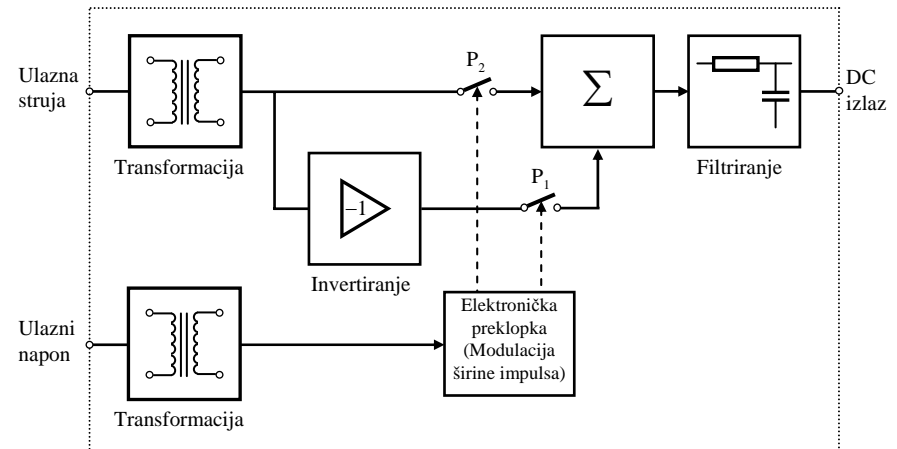 Ulazna
struja
Transformacija
P₂
Σ
Filtriranje
DC
izlaz
−1
Invertiranje
P₁
Ulazni
napon
Transformacija
Elektronička
preklopka
(Modulacija
širine impulsa)